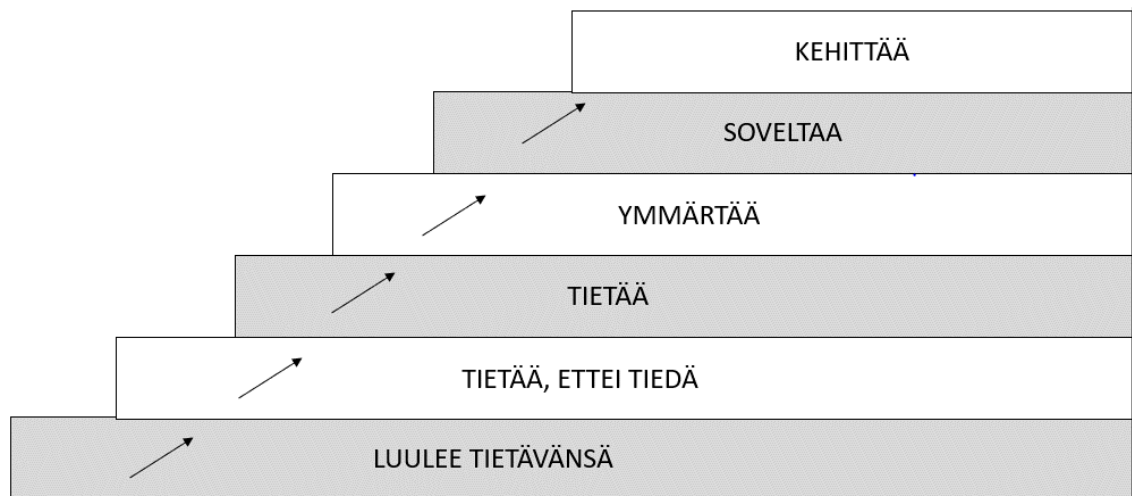 KEHITTÄÄ
SOVELTAA
YMMÄRTÄÄ
TIETÄÄ
TIETÄÄ, ETTEI TIEDÄ
LUULEE TIETÄVÄNSÄ